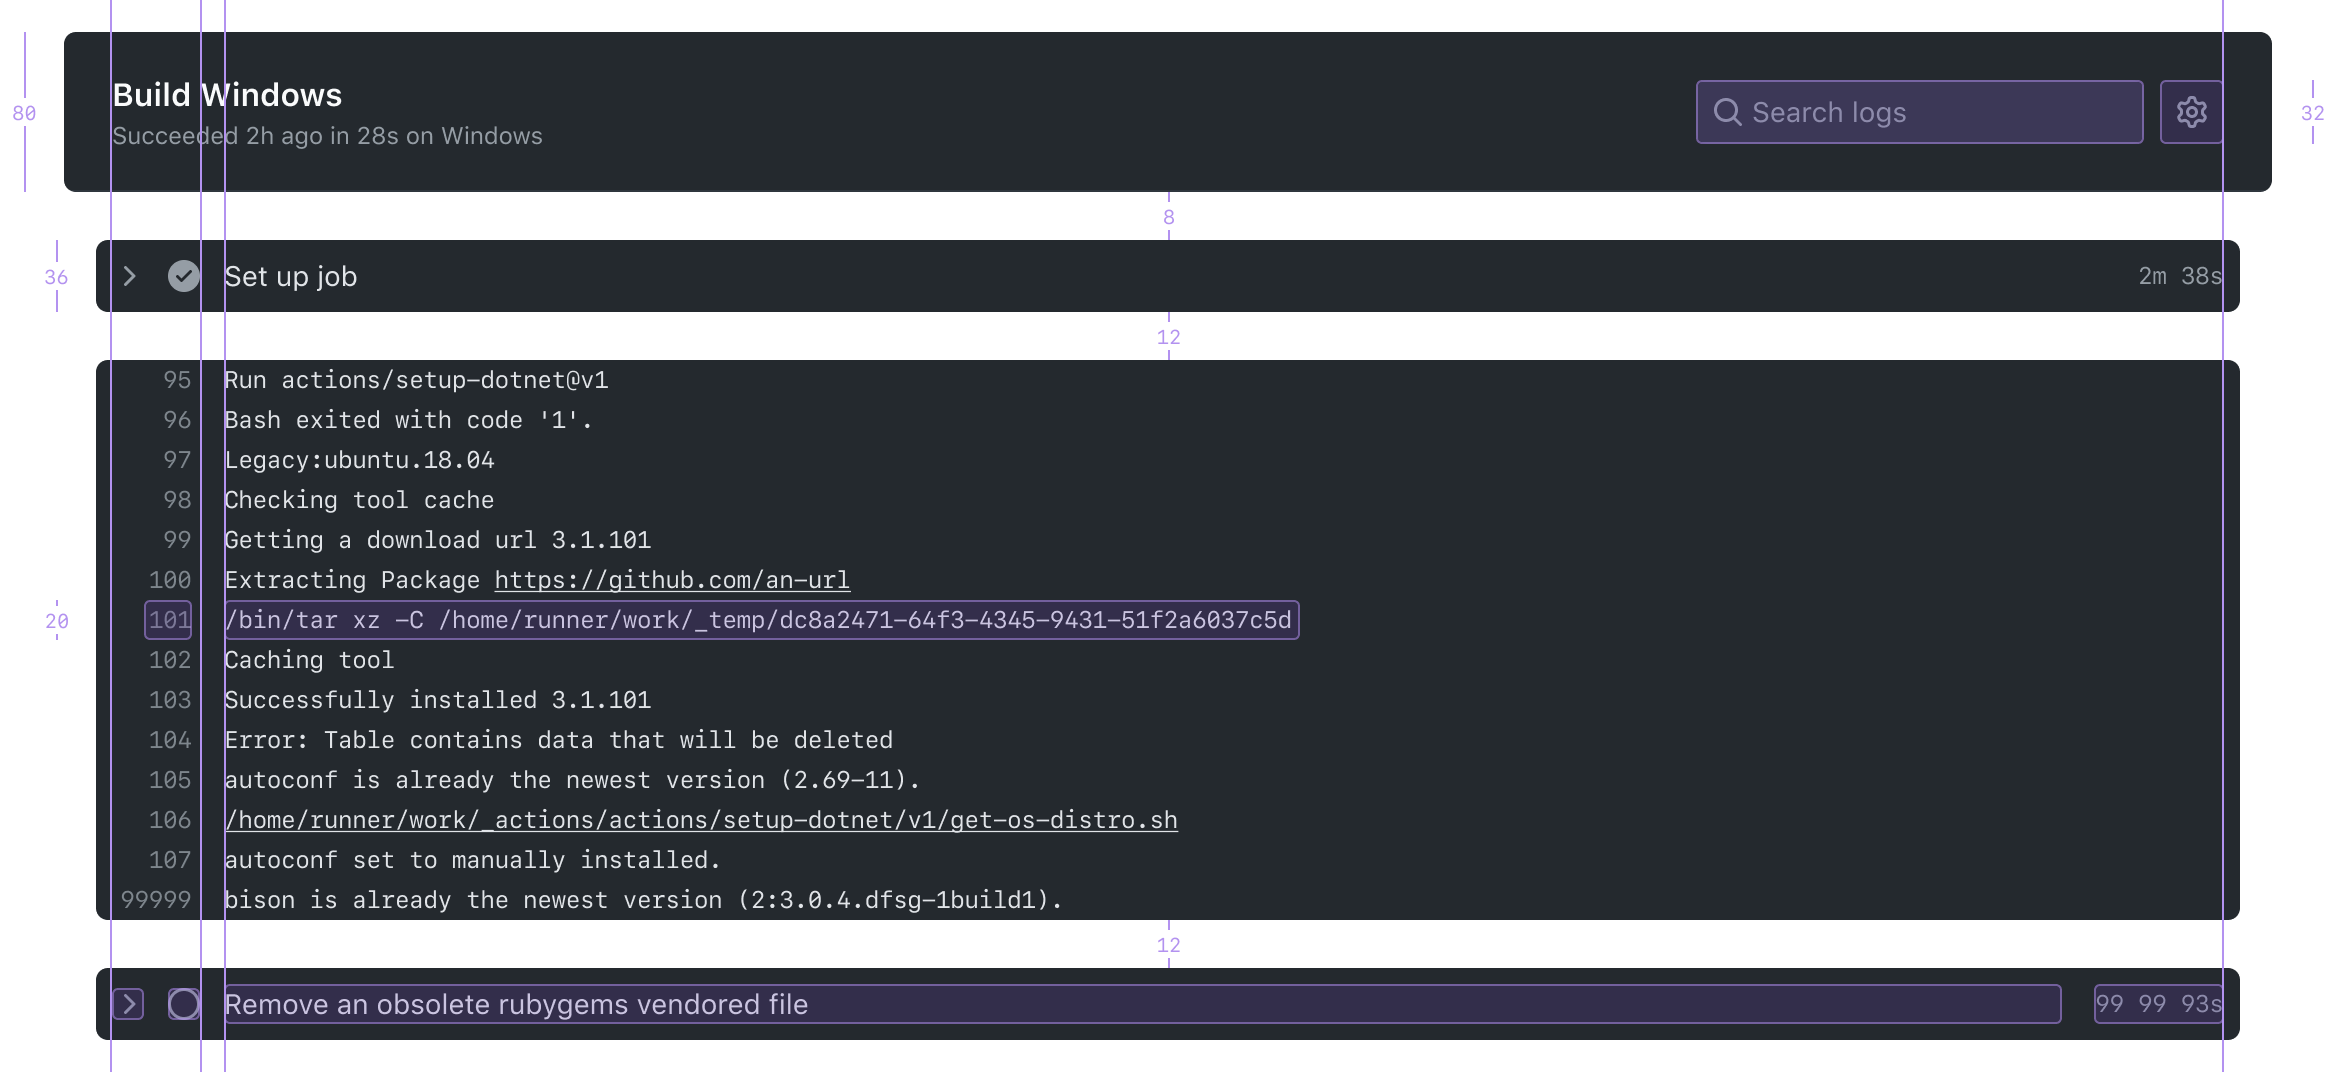 Build Windows
Succeeded 2h ago in 28s on Windows
Search logs
80
32
8
36
Set up job
2m 38s
12
95 Run actions/setup-dotnet@v1
96 Bash exited with code '1'.
97 Legacy:ubuntu.18.04
98 Checking tool cache
99 Getting a download url 3.1.101
100 Extracting Package https://github.com/an-url
20
101 /bin/tar xz -C /home/runner/work/_temp/dc8a2471-64f3-4345-9431-51f2a6037c5d
102 Caching tool
103 Successfully installed 3.1.101
104 Error: Table contains data that will be deleted
105 autoconf is already the newest version (2.69-11).
106 /home/runner/work/_actions/actions/setup-dotnet/v1/get-os-distro.sh
107 autoconf set to manually installed.
99999 bison is already the newest version (2:3.0.4.dfsg-1build1).
12
Remove an obsolete rubygems vendored file
99 99 93s